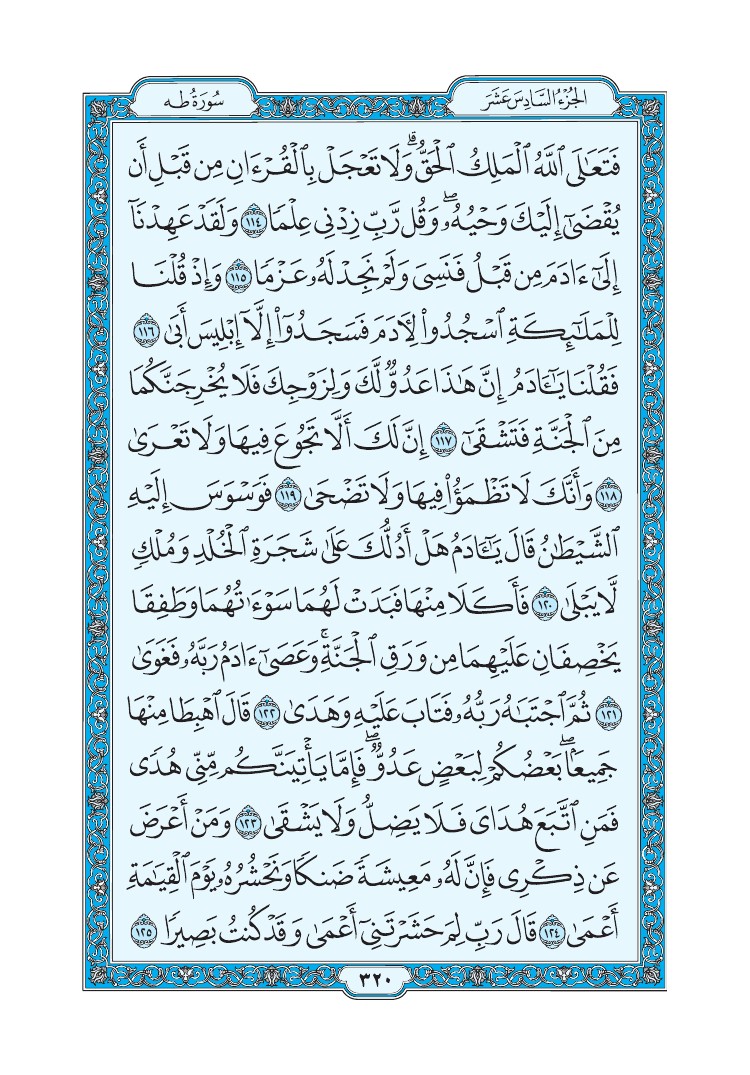 الجزء السادس عشر
سورة طه
فَتَعَٰلَى ٱللَّهُ ٱلْمَلِكُ ٱلْحَقُّ ۗ وَلَا تَعْجَلْ بِٱلْقُرْءَانِ مِن قَبْلِ أَن
يُقْضَىٰٓ إِلَيْكَ وَحْيُهُۥ ۖ وَقُل رَّبِّ زِدْنِى عِلْمًا ١١٤ وَلَقَدْ عَهِدْنَآ
إِلَىٰٓ ءَادَمَ مِن قَبْلُ فَنَسِىَ وَلَمْ نَجِدْ لَهُۥ عَزْمًا ١١٥ وَإِذْ قُلْنَا
لِلْمَلَٰٓئِكَةِ ٱسْجُدُوا۟ لِءَادَمَ فَسَجَدُوٓا۟ إِلَّآ إِبْلِيسَ أَبَىٰ ١١٦
فَقُلْنَا يَٰٓـَٔادَمُ إِنَّ هَٰذَا عَدُوٌّ لَّكَ وَلِزَوْجِكَ فَلَا يُخْرِجَنَّكُمَا
مِنَ ٱلْجَنَّةِ فَتَشْقَىٰٓ ١١٧ إِنَّ لَكَ أَلَّا تَجُوعَ فِيهَا وَلَا تَعْرَىٰ
١١٨ وَأَنَّكَ لَا تَظْمَؤُا۟ فِيهَا وَلَا تَضْحَىٰ ١١٩ فَوَسْوَسَ إِلَيْهِ
ٱلشَّيْطَٰنُ قَالَ يَٰٓـَٔادَمُ هَلْ أَدُلُّكَ عَلَىٰ شَجَرَةِ ٱلْخُلْدِ وَمُلْكٍ
لَّا يَبْلَىٰ ١٢٠ فَأَكَلَا مِنْهَا فَبَدَتْ لَهُمَا سَوْءَٰتُهُمَا وَطَفِقَا
يَخْصِفَانِ عَلَيْهِمَا مِن وَرَقِ ٱلْجَنَّةِ ۚ وَعَصَىٰٓ ءَادَمُ رَبَّهُۥ فَغَوَىٰ
١٢١ ثُمَّ ٱجْتَبَٰهُ رَبُّهُۥ فَتَابَ عَلَيْهِ وَهَدَىٰ ١٢٢ قَالَ ٱهْبِطَا مِنْهَا
جَمِيعًۢا ۖ بَعْضُكُمْ لِبَعْضٍ عَدُوٌّ ۖ فَإِمَّا يَأْتِيَنَّكُم مِّنِّى هُدًى
فَمَنِ ٱتَّبَعَ هُدَاىَ فَلَا يَضِلُّ وَلَا يَشْقَىٰ ١٢٣ وَمَنْ أَعْرَضَ
عَن ذِكْرِى فَإِنَّ لَهُۥ مَعِيشَةً ضَنكًا وَنَحْشُرُهُۥ يَوْمَ ٱلْقِيَٰمَةِ
أَعْمَىٰ ١٢٤ قَالَ رَبِّ لِمَ حَشَرْتَنِىٓ أَعْمَىٰ وَقَدْ كُنتُ بَصِيرًا ١٢٥
٣٢٠